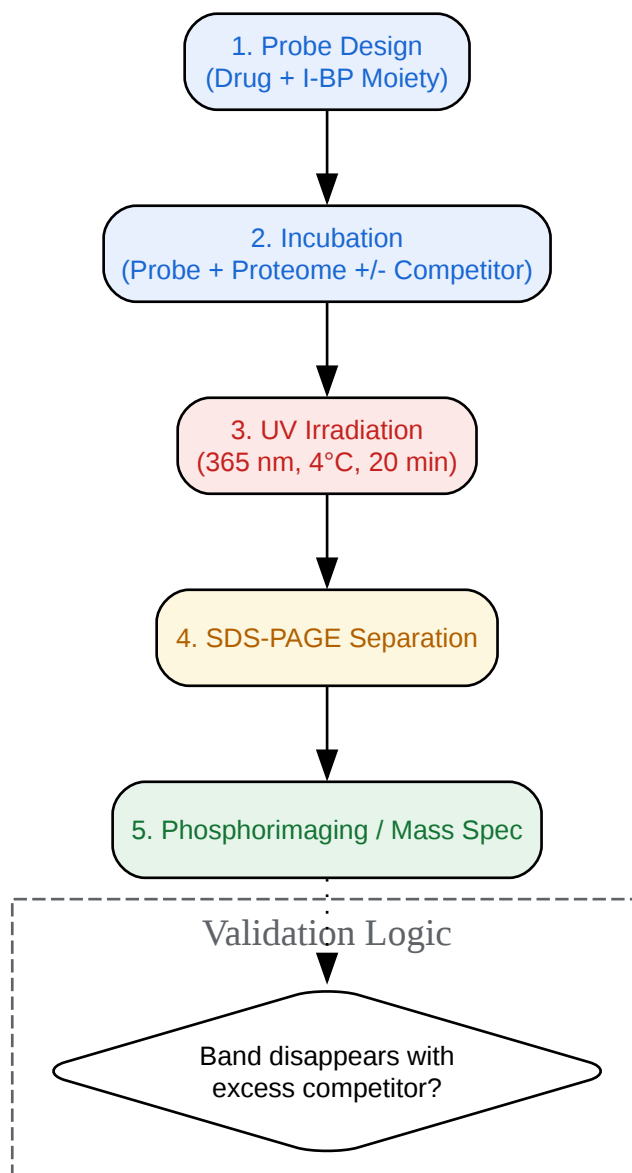 1. Probe Design
(Drug + I-BP Moiety)
2. Incubation
(Probe + Proteome +/- Competitor)
3. UV Irradiation
(365 nm, 4°C, 20 min)
4. SDS-PAGE Separation
5. Phosphorimaging / Mass Spec
Validation Logic
Band disappears with
excess competitor?